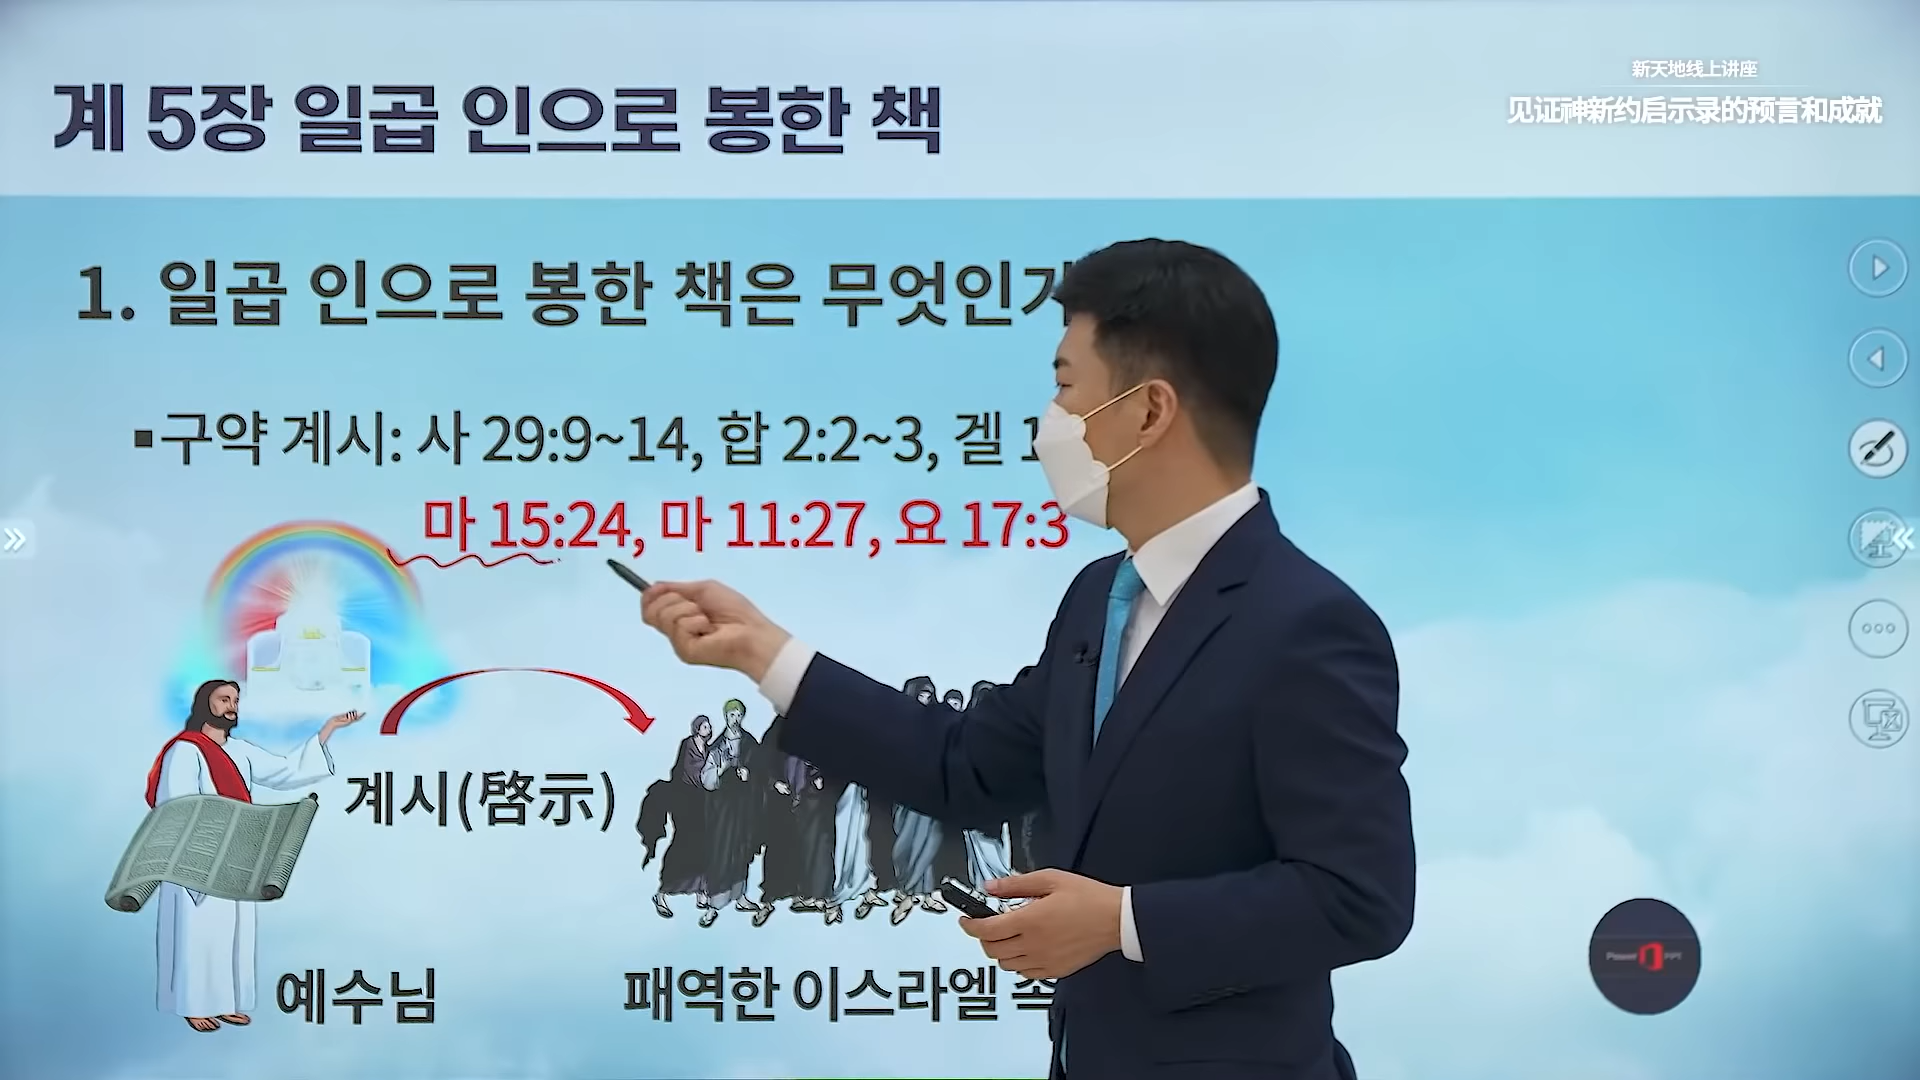 계 5장 일곱 인으로 봉한 책
新天地线上讲座
见证神新约启示录的预言和成就
1. 일곱 인으로 봉한 책은 무엇인가
▪구약 계시: 사 29:9~14, 합 2:2~3, 겔 1
마 15:24, 마 11:27, 요 17:3
계시(啓示)
예수님
패역한 이스라엘